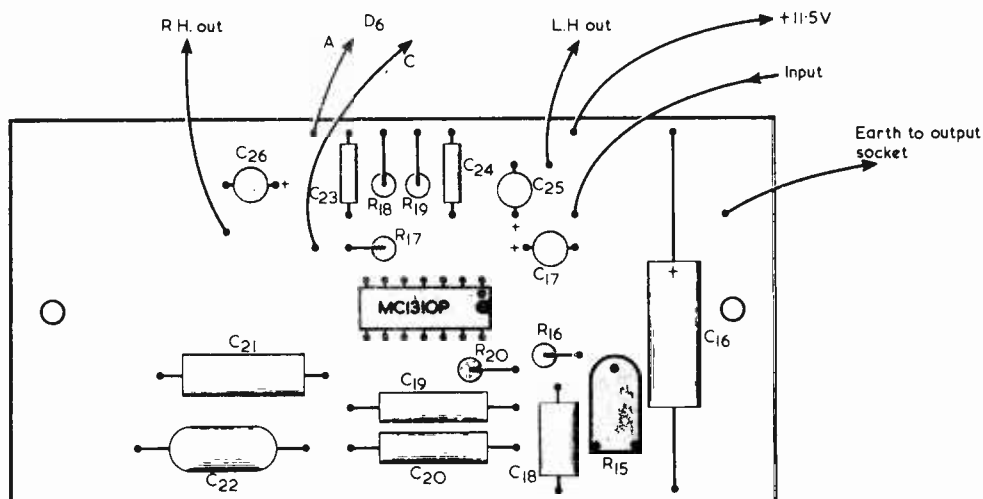 R H. out
A
D6
C
L.H out
+11·5V
Input
Earth to output
socket
C26
+
C23
R18
R19
C24
C25
+
R17
+
C17
+
C16
MC1310P
R16
R20
C21
C19
C22
C20
C18
R15